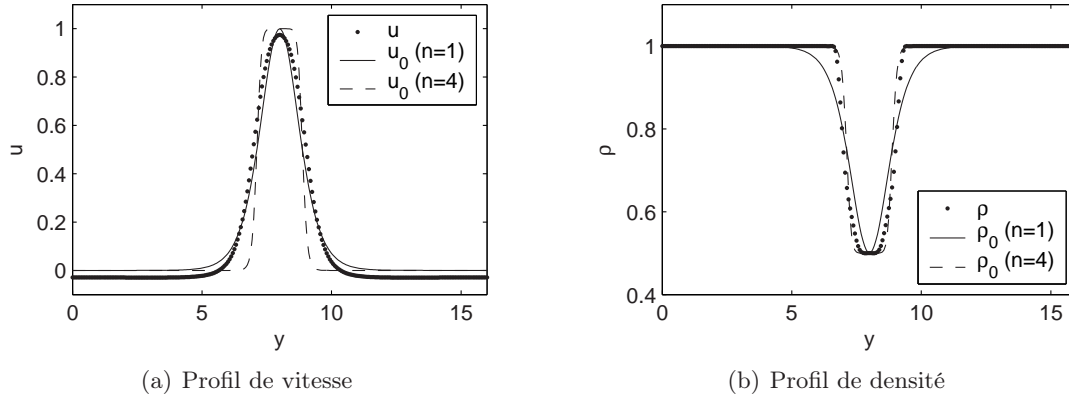 1
0.8
0.6
0.4
0.2
0
0
5
10
15
u
y
u
u0 (n=1)
u0 (n=4)
(a) Profil de vitesse
1
0.8
0.6
0.4
0
5
10
15
ρ
y
ρ
ρ0 (n=1)
ρ0 (n=4)
(b) Profil de densité